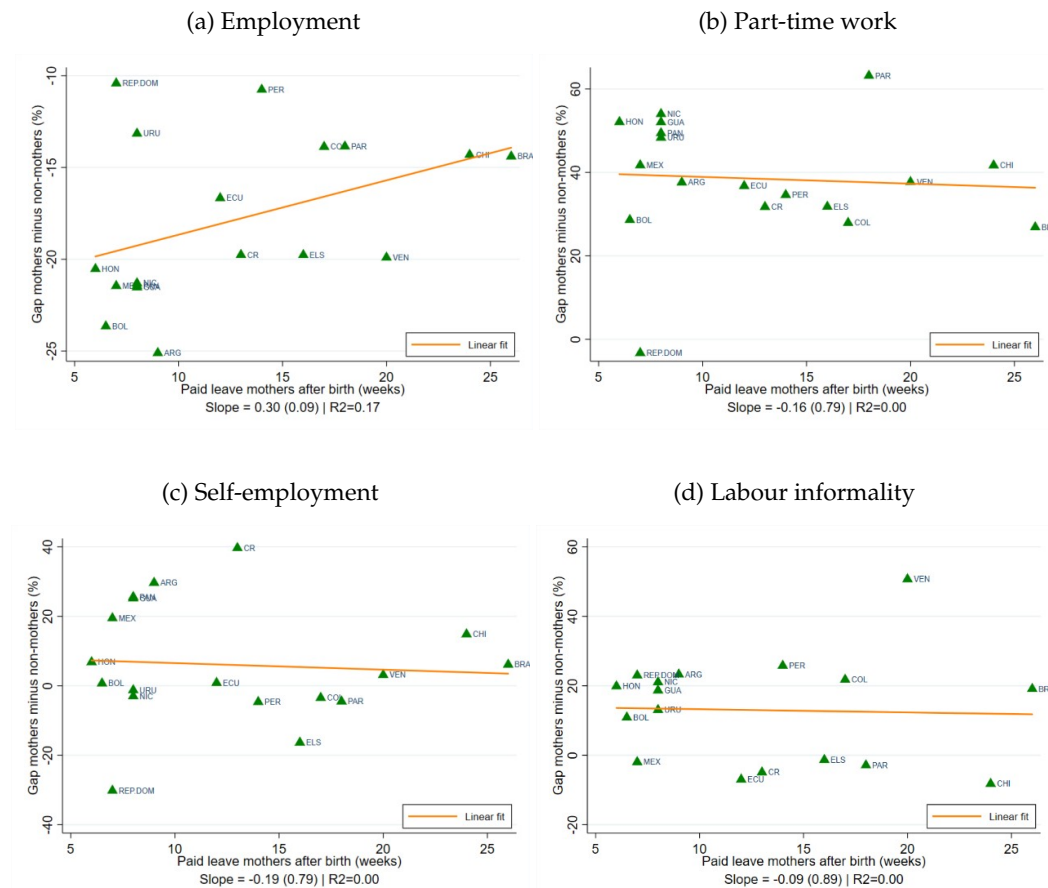 (a) Employment
Gap mothers minus non-mothers (%)
-10
-15
-20
-25
REP.DOM
PER
URU
PAR
CHI
BRA
ECU
CR
ELS
VEN
HON
BOL
ARG
Linear fit
5
10
15
20
25
Paid leave mothers after birth (weeks)
Slope = 0.30 (0.09) | R2=0.17
(b) Part-time work
Gap mothers minus non-mothers (%)
60
40
20
0
PAR
NIC
HON
GUA
PAN
URU
MEX
CHI
ARG
ECU
VEN
PER
CR
ELS
BOL
COL
REP.DOM
Linear fit
5
10
15
20
25
Paid leave mothers after birth (weeks)
Slope = -0.16 (0.79) | R2=0.00
(c) Self-employment
Gap mothers minus non-mothers (%)
40
20
0
-20
-40
CR
ARG
PAN
GUA
MEX
CHI
HON
BRA
VEN
BOL
ECU
URU
NIC
PER
COL
PAR
ELS
REP.DOM
Linear fit
5
10
15
20
25
Paid leave mothers after birth (weeks)
Slope = -0.19 (0.79) | R2=0.00
(d) Labour informality
Gap mothers minus non-mothers (%)
60
40
20
0
-20
VEN
PER
REP.DOM
ARG
COL
NIC
HON
GUA
URU
BOL
MEX
ELS
PAR
CR
ECU
CHI
Linear fit
5
10
15
20
25
Paid leave mothers after birth (weeks)
Slope = -0.09 (0.89) | R2=0.00